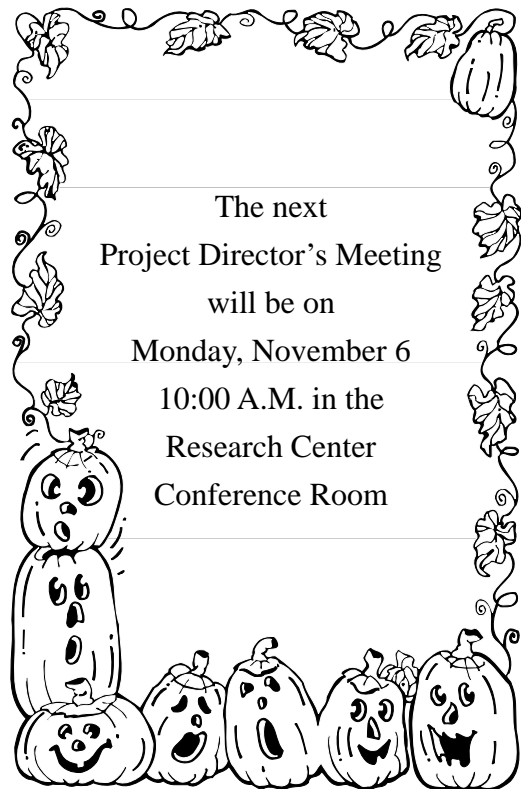 The next
Project Director’s Meeting
will be on
Monday, November 6
10:00 A.M. in the
Research Center
Conference Room